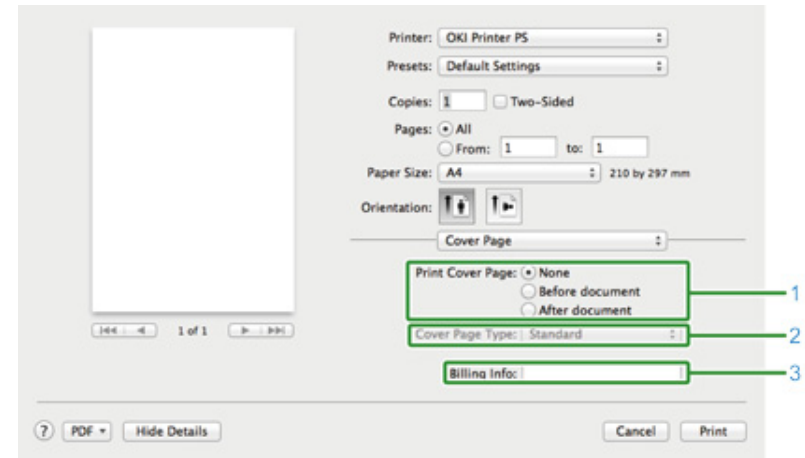 Printer: OKI Printer PS
Presets: Default Settings
Copies: 1 Two-Sided
Pages: All
From: 1 to: 1
Paper Size: A4 210 by 297 mm
Orientation:
Cover Page
Print Cover Page: None
Before document
After document
1
Cover Page Type: Standard
2
Billing Info:
3
1 of 1
? PDF Hide Details Cancel Print